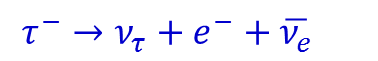 τ⁻ → ν_τ + e⁻ + ν̅_e